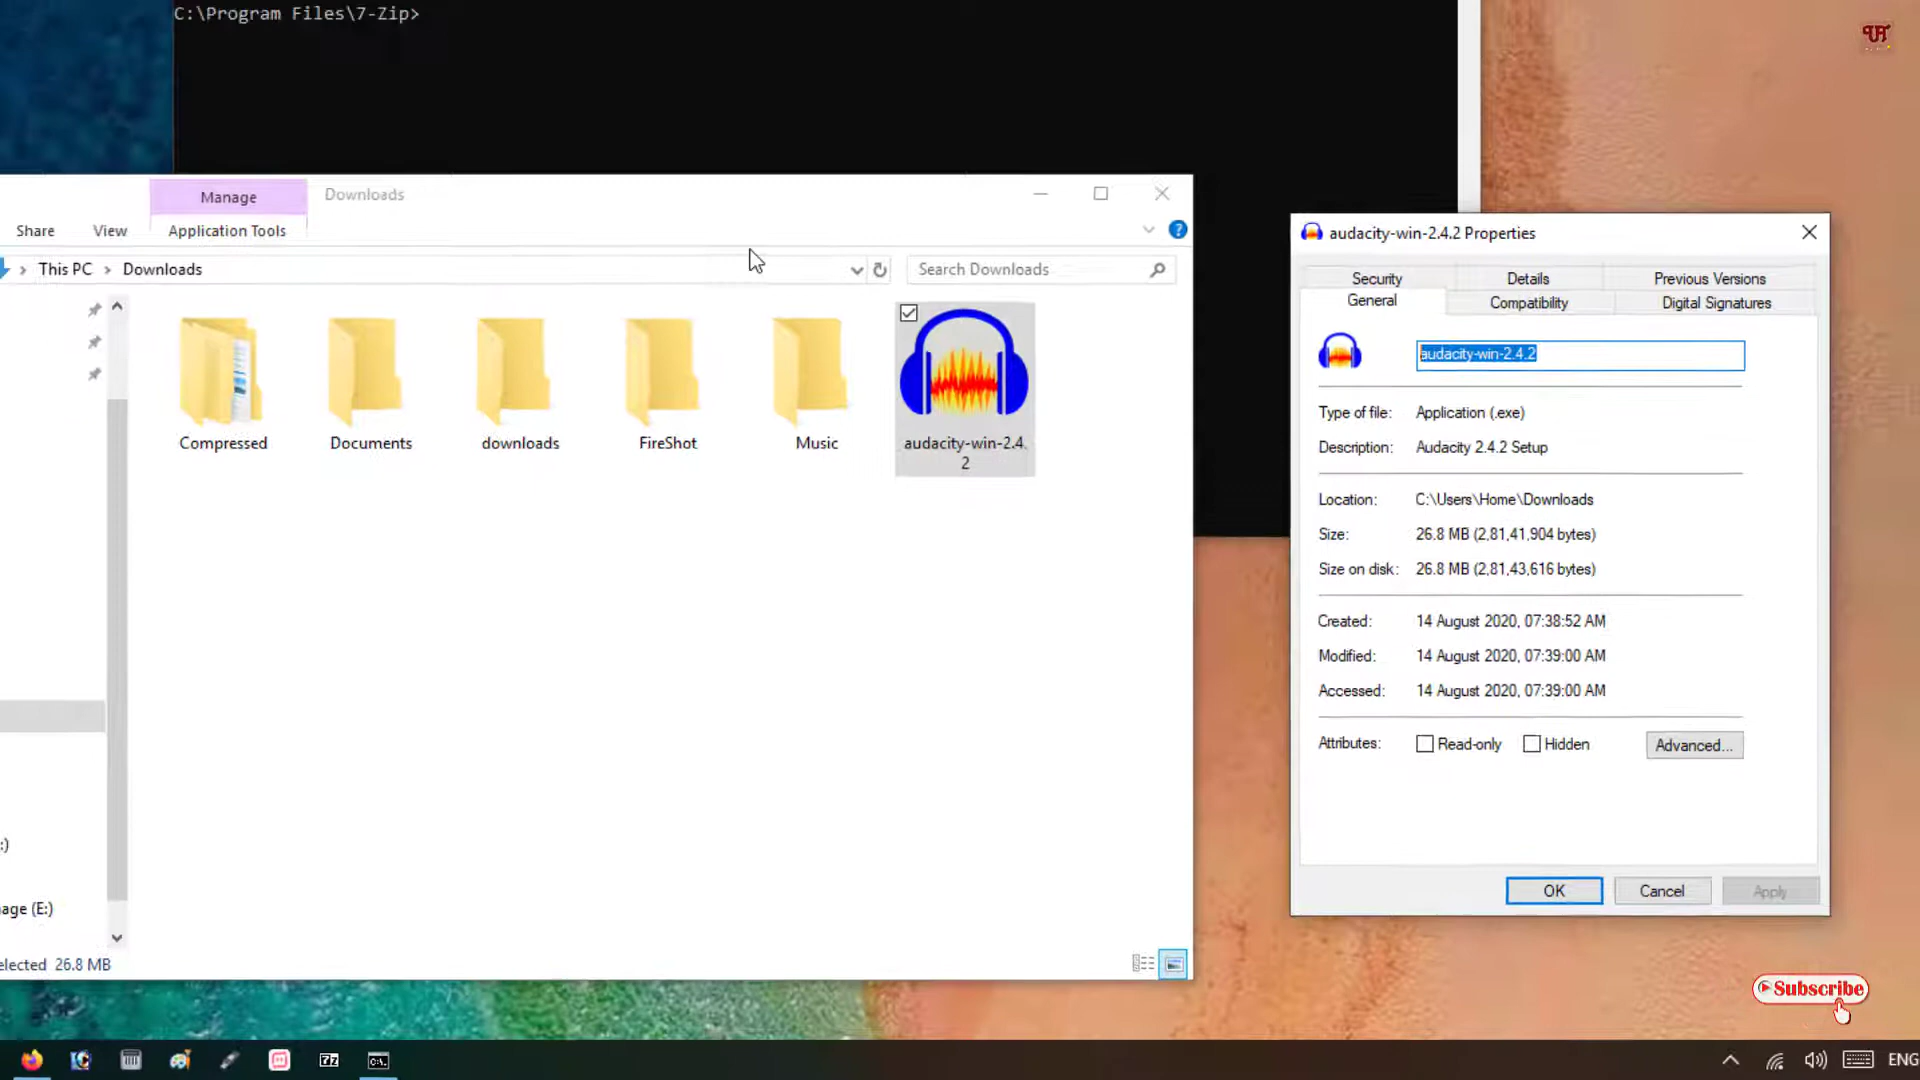 C:\Program Files\7-Zip>
UT
Manage
Downloads
Share
View
Application Tools
This PC
Downloads
Search Downloads
Compressed
Documents
downloads
FireShot
Music
audacity-win-2.4.
2
:)
age (E:)
elected 26.8 MB
audacity-win-2.4.2 Properties
Security
Details
Previous Versions
General
Compatibility
Digital Signatures
audacity-win-2.4.2
Type of file: Application (.exe)
Description: Audacity 2.4.2 Setup
Location: C:\Users\Home\Downloads
Size: 26.8 MB (2,81,41,904 bytes)
Size on disk: 26.8 MB (2,81,43,616 bytes)
Created: 14 August 2020, 07:38:52 AM
Modified: 14 August 2020, 07:39:00 AM
Accessed: 14 August 2020, 07:39:00 AM
Attributes: Read-only Hidden Advanced...
OK
Cancel
Apply
Subscribe
7z
C:\.
ENG